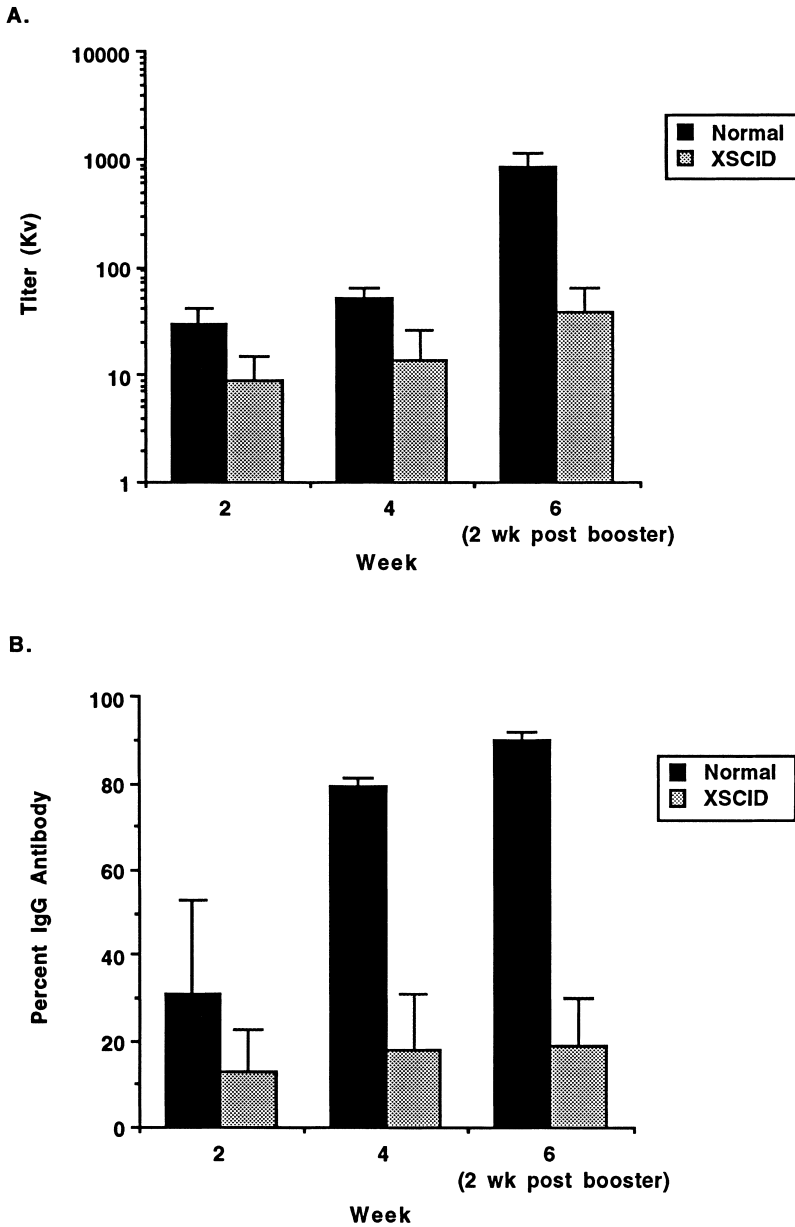 A.
10000
1000
100
10
1
Titer (Kv)
Normal
XSCID
2
4
6
(2 wk post booster)
Week
B.
100
80
60
40
20
0
Percent IgG Antibody
Normal
XSCID
2
4
6
(2 wk post booster)
Week